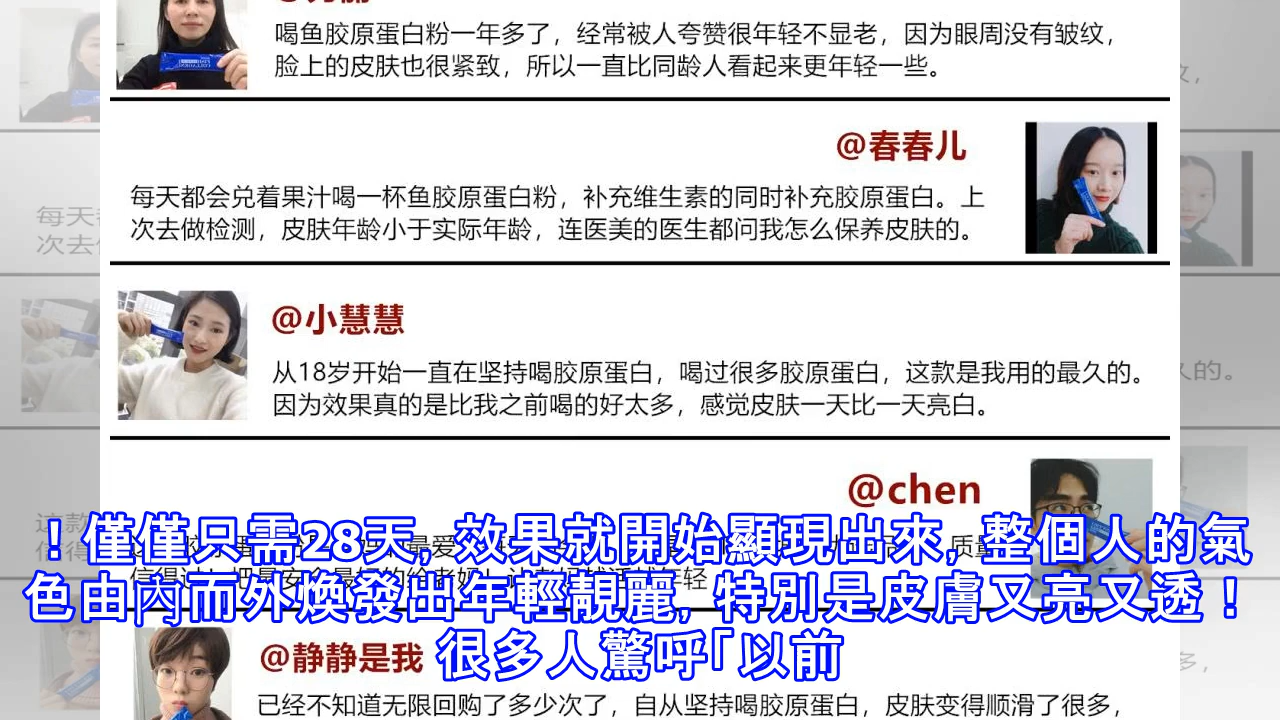 喝鱼胶原蛋白粉一年多了，经常被人夸赞很年轻不显老，因为眼周没有皱纹，
脸上的皮肤也很紧致，所以一直比同龄人看起来更年轻一些。
@春春儿
每天都会兑着果汁喝一杯鱼胶原蛋白粉，补充维生素的同时补充胶原蛋白。上
次去做检测，皮肤年龄小于实际年龄，连医美的医生都问我怎么保养皮肤的。
@小慧慧
从18岁开始一直在坚持喝胶原蛋白，喝过很多胶原蛋白，这款是我用的最久的。
因为效果真的是比我之前喝的好太多，感觉皮肤一天比一天亮白。
@chen
！僅僅只需28天，效果就開始顯現出來，整個人的氣
色由內而外煥發出年輕靚麗，特別是皮膚又亮又透！
很多人驚呼「以前
@静静是我
已经不知道无限回购了多少次了，自从坚持喝胶原蛋白，皮肤变得顺滑了很多，